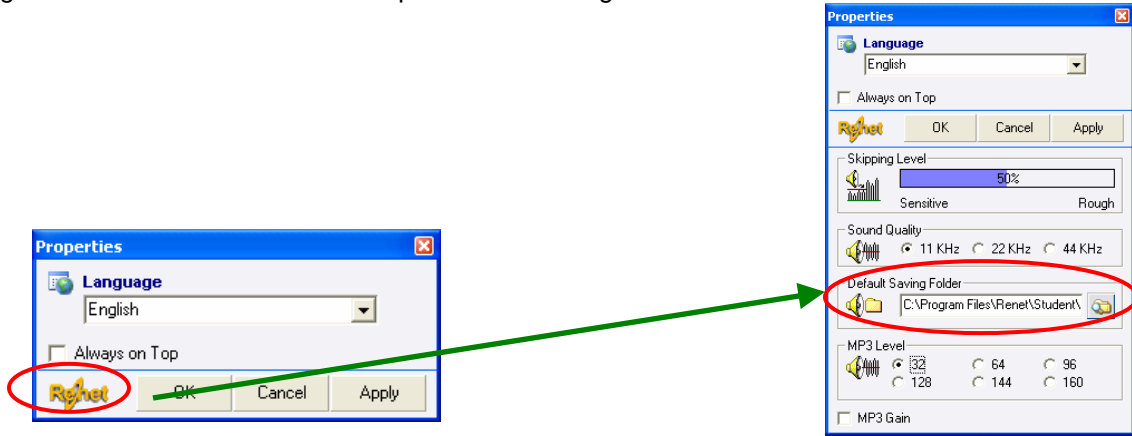 Properties
Language
English
Always on Top
Renet OK Cancel Apply
Properties
Language
English
Always on Top
Renet OK Cancel Apply
Skipping Level
50%
Sensitive Rough
Sound Quality
11 KHz 22 KHz 44 KHz
Default Saving Folder
C:\Program Files\Renet\Student\
MP3 Level
32 64 96
128 144 160
MP3 Gain